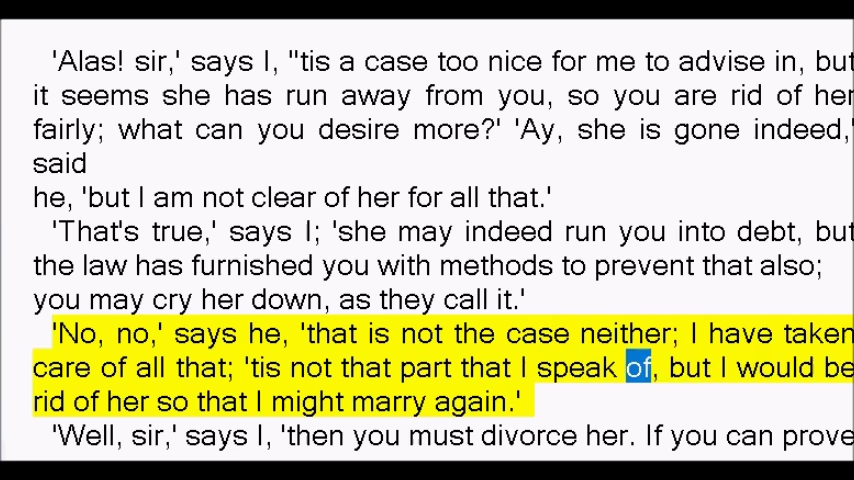 'Alas! sir,' says I, "tis a case too nice for me to advise in, but
it seems she has run away from you, so you are rid of her
fairly; what can you desire more?' 'Ay, she is gone indeed,'
said
he, 'but I am not clear of her for all that.'
'That's true,' says I; 'she may indeed run you into debt, but
the law has furnished you with methods to prevent that also;
you may cry her down, as they call it.'
'No, no,' says he, 'that is not the case neither; I have taken
care of all that; 'tis not that part that I speak of, but I would be
rid of her so that I might marry again.'
'Well, sir,' says I, 'then you must divorce her. If you can prove